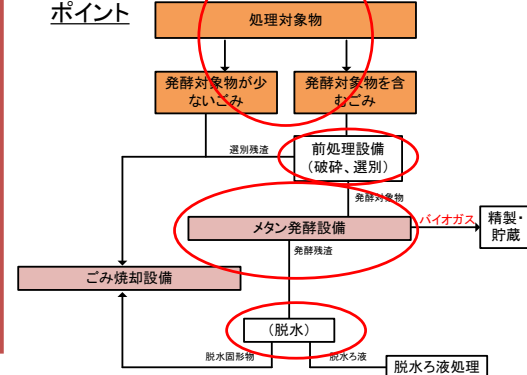 ポイント
処理対象物
発酵対象物が少
ないごみ
発酵対象物を含
むごみ
選別残渣
前処理設備
(破砕、選別)
発酵対象物
メタン発酵設備
バイオガス
精製・
貯蔵
発酵残渣
ごみ焼却設備
(脱水)
脱水固形物
脱水ろ液
脱水ろ液処理